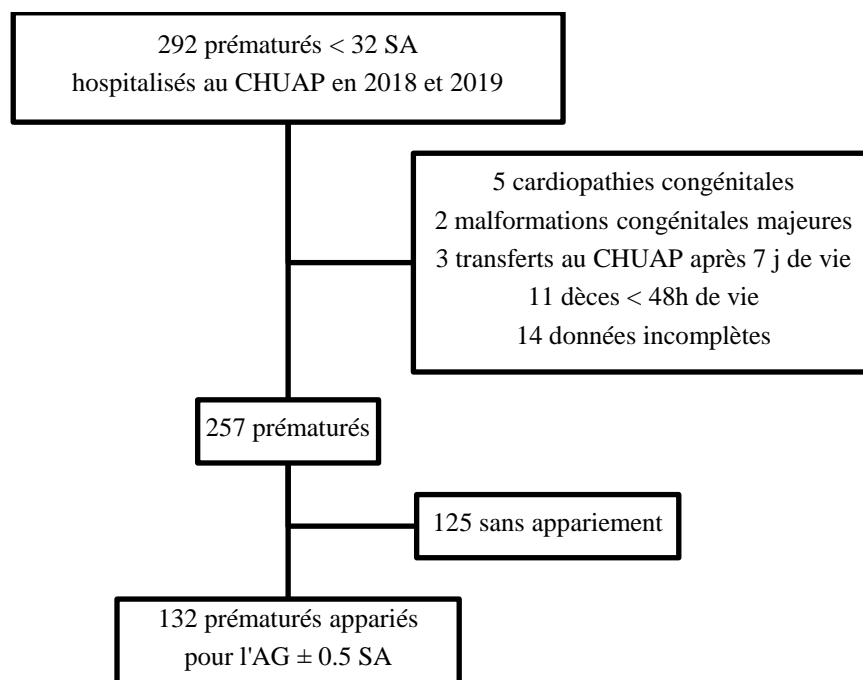 292 prématurés < 32 SA
hospitalisés au CHUAP en 2018 et 2019
5 cardiopathies congénitales
2 malformations congénitales majeures
3 transferts au CHUAP après 7 j de vie
11 dèces < 48h de vie
14 données incomplètes
257 prématurés
125 sans appariement
132 prématurés appariés
pour l'AG ± 0.5 SA